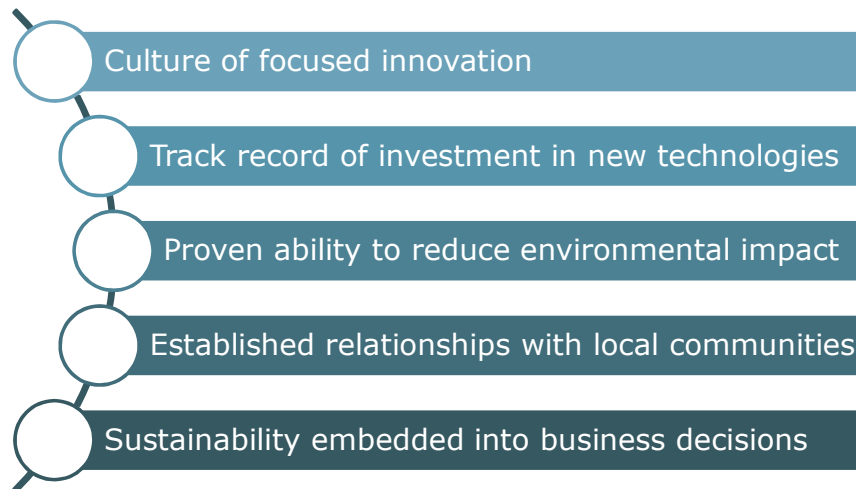 Culture of focused innovation
Track record of investment in new technologies
Proven ability to reduce environmental impact
Established relationships with local communities
Sustainability embedded into business decisions